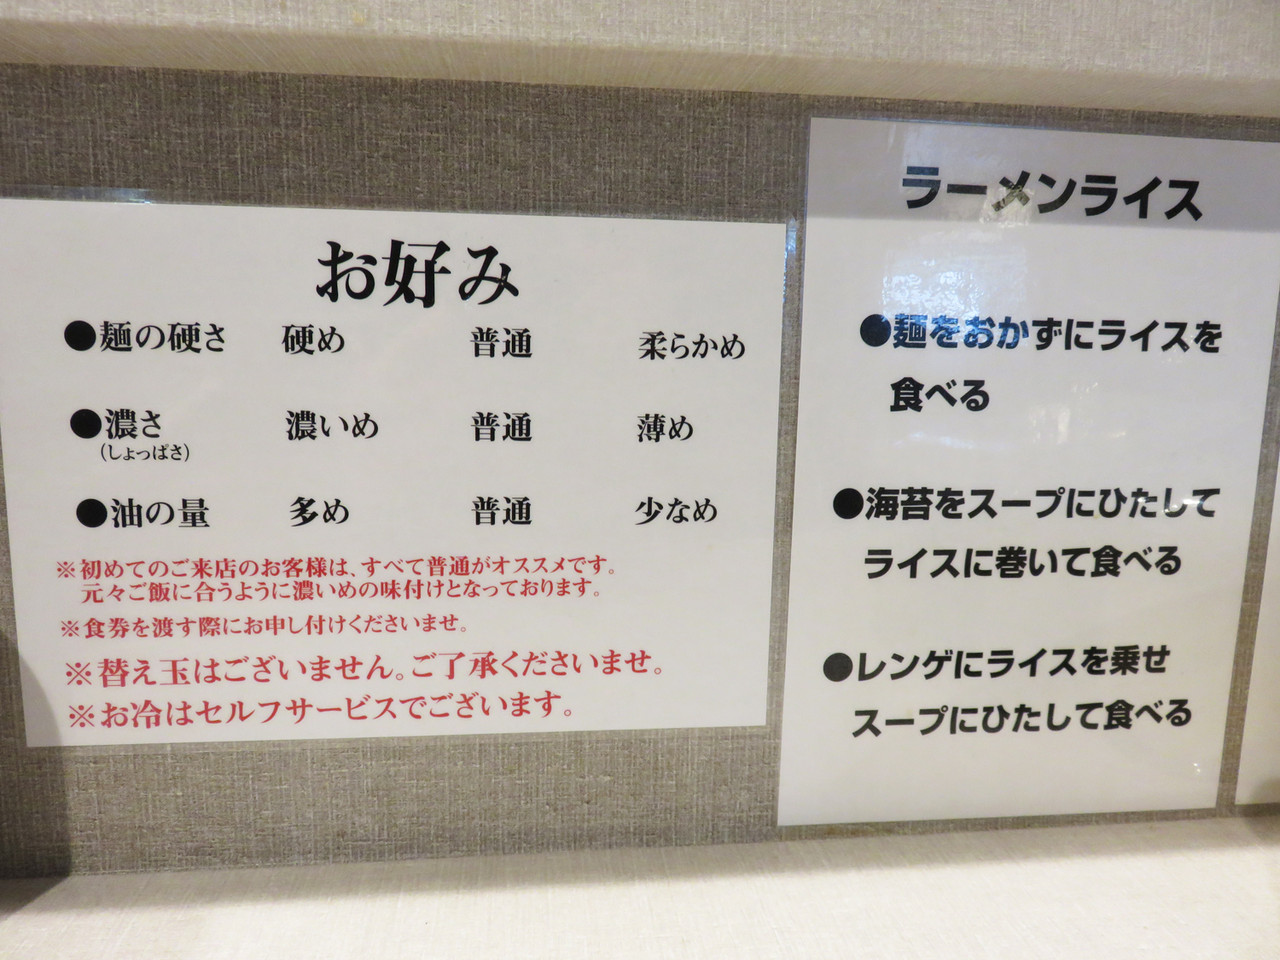 お好み
●麺の硬さ 硬め 普通 柔らかめ
●濃さ 濃いめ 普通 薄め
(しょっぱさ)
●油の量 多め 普通 少なめ
※初めてのご来店のお客様は、すべて普通がオススメです。
元々ご飯に合うように濃いめの味付けとなっております。
※食券を渡す際にお申し付けくださいませ。
※替え玉はございません。ご了承くださいませ。
※お冷はセルフサービスでございます。
ラーメンライス
●麺をおかずにライスを
食べる
●海苔をスープにひたして
ライスに巻いて食べる
●レンゲにライスを乗せ
スープにひたして食べる